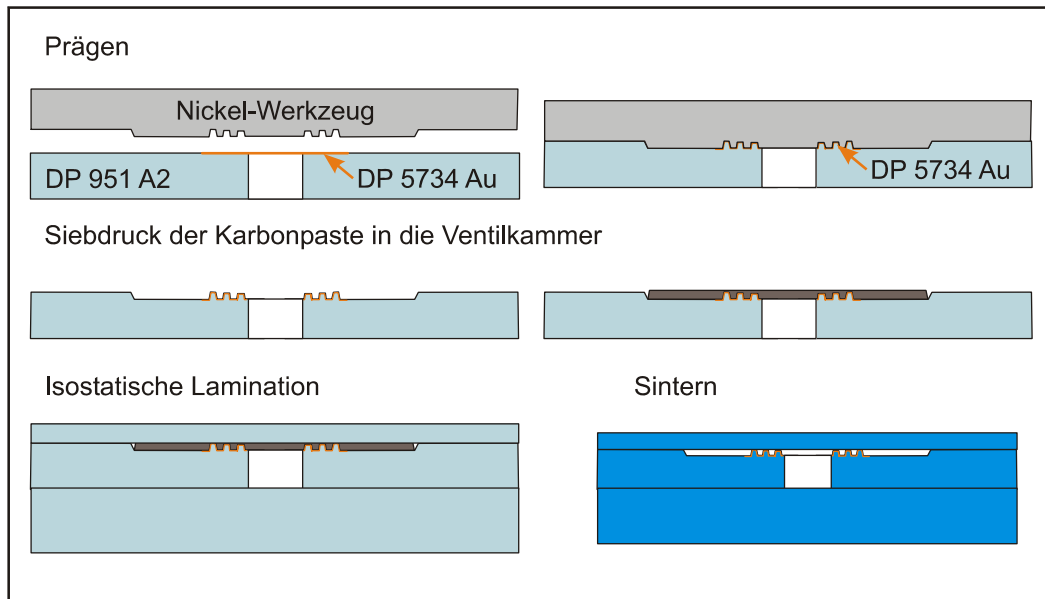 Prägen
Nickel-Werkzeug
DP 951 A2
DP 5734 Au
DP 5734 Au
Siebdruck der Karbonpaste in die Ventilkammer
Isostatische Lamination
Sintern